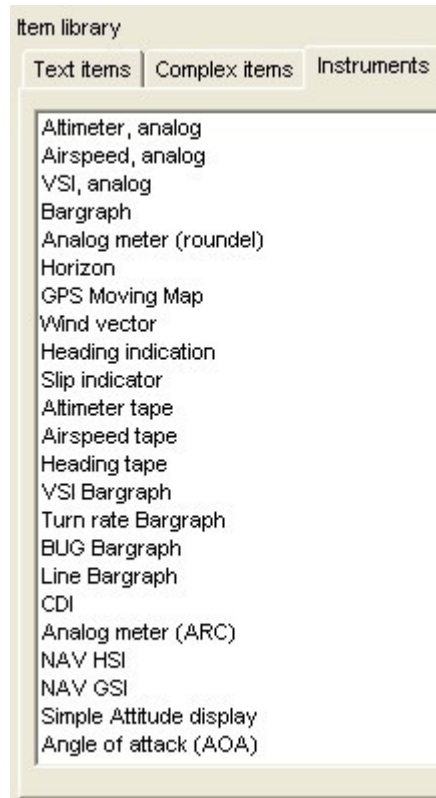 Item library
Text items
Complex items
Instruments
Altimeter, analog
Airspeed, analog
VSI, analog
Bargraph
Analog meter (roundel)
Horizon
GPS Moving Map
Wind vector
Heading indication
Slip indicator
Altimeter tape
Airspeed tape
Heading tape
VSI Bargraph
Turn rate Bargraph
BUG Bargraph
Line Bargraph
CDI
Analog meter (ARC)
NAV HSI
NAV GSI
Simple Attitude display
Angle of attack (AOA)